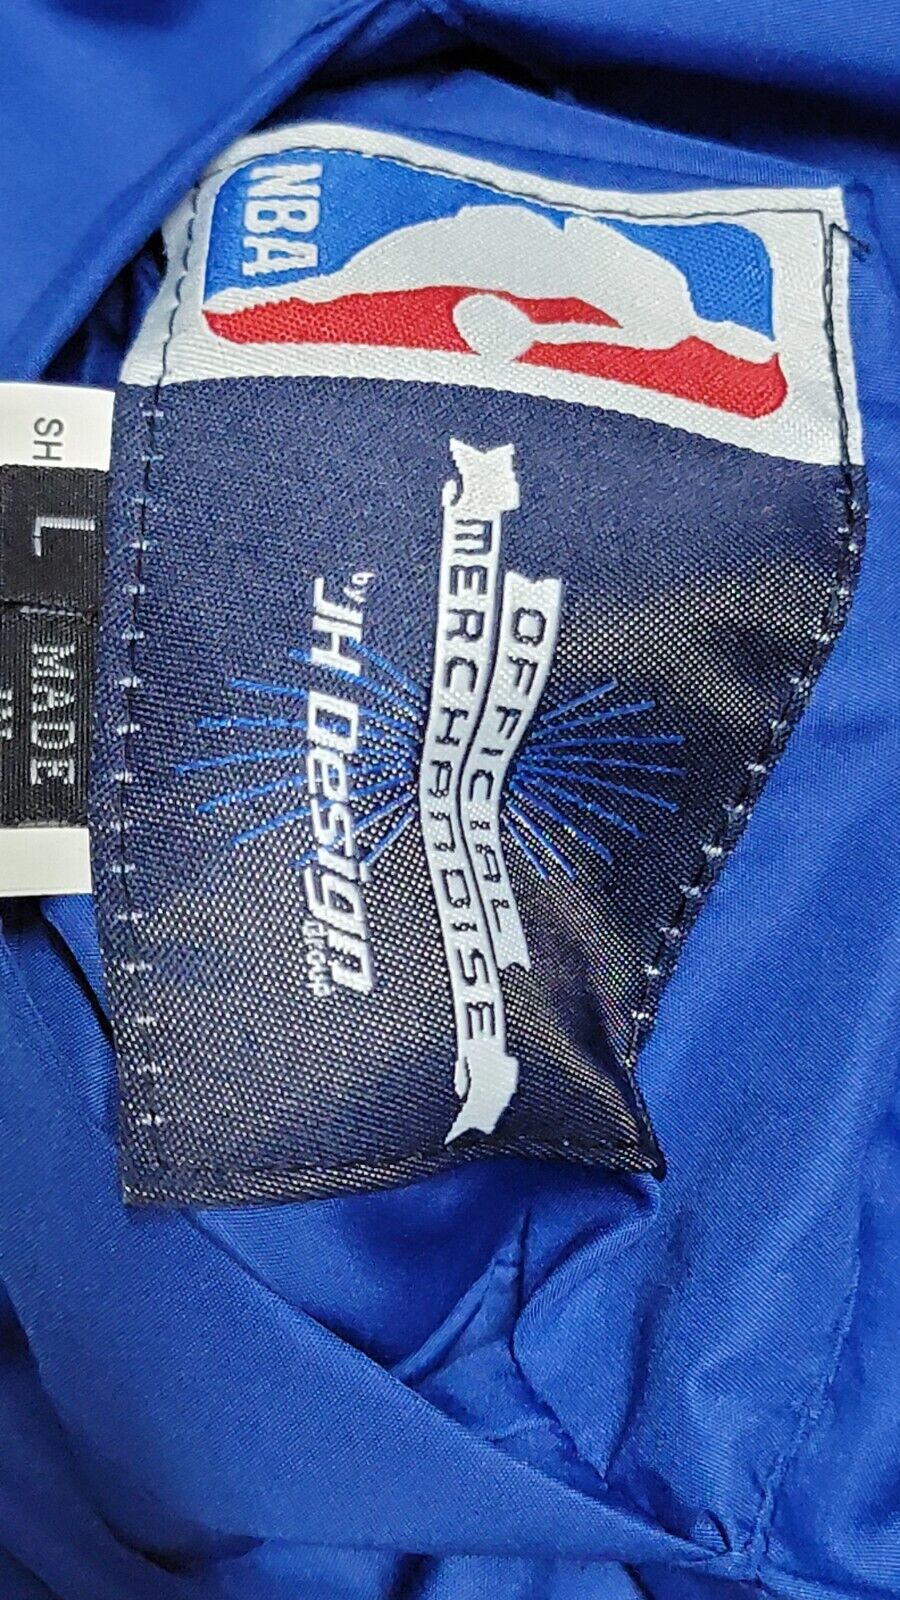 NBA
OFFICIAL
MERCHANDISE
by
JH Design
group
SH
L
MADE